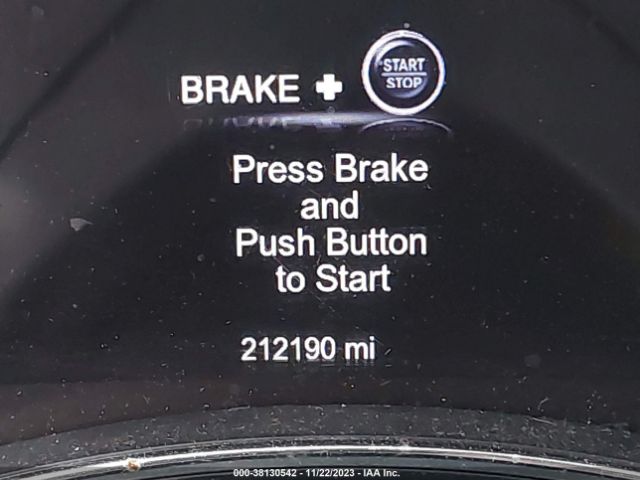 BRAKE + START
STOP
Press Brake
and
Push Button
to Start
212190 mi
000-38130542 - 11/22/2023 - IAA Inc.